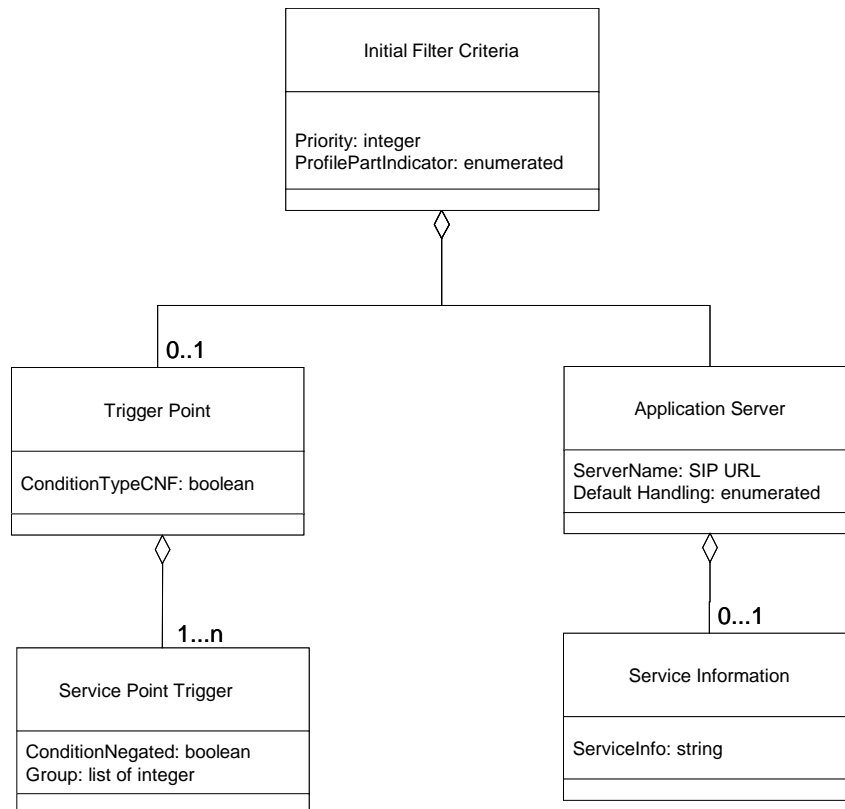 Initial Filter Criteria
Priority: integer
ProfilePartIndicator: enumerated
0..1
Trigger Point
ConditionTypeCNF: boolean
Application Server
ServerName: SIP URL
Default Handling: enumerated
1...n
0...1
Service Point Trigger
ConditionNegated: boolean
Group: list of integer
Service Information
ServiceInfo: string